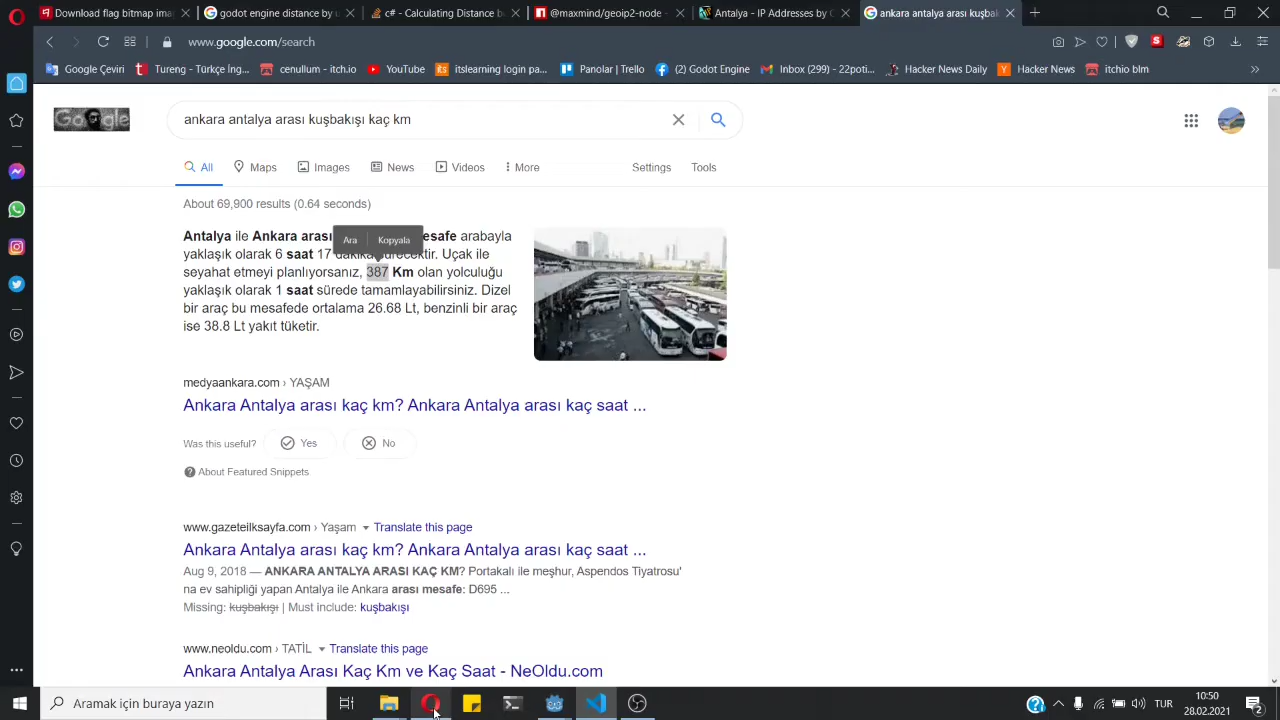 Download flag bitmap imag
godot engine between t
c# - Calculating Distance b
@maxmind/geoip2-node -
Antalya - IP Addresses by C
ankara antalya arası kuşbak
www.google.com/search
Google Çeviri
Tureng - Türkçe İng...
cenullum - itch.io
YouTube
itslearning login pa...
Panolar | Trello
(2) Godot Engine
Inbox (299) - 22poti...
Hacker News Daily
Hacker News
itchio blm
Google
ankara antalya arası kuşbakışı kaç km
All
Maps
Images
News
Videos
More
Settings
Tools
About 69,900 results (0.64 seconds)
Ara
Kopyala
Antalya ile Ankara arası esafe arabayla
yaklaşık olarak 6 saat 17 dakika sürecektir. Uçak ile
seyahat etmeyi planlıyorsanız, 387 Km olan yolculuğu
yaklaşık olarak 1 saat sürede tamamlayabilirsiniz. Dizel
bir araç bu mesafede ortalama 26.68 Lt, benzinli bir araç
ise 38.8 Lt yakıt tüketir.
medyaankara.com › YAŞAM
Ankara Antalya arası kaç km? Ankara Antalya arası kaç saat ...
Was this useful?
Yes
No
About Featured Snippets
www.gazeteilksayfa.com › Yaşam
Translate this page
Ankara Antalya arası kaç km? Ankara Antalya arası kaç saat ...
Aug 9, 2018 — ANKARA ANTALYA ARASI KAÇ KM? Portakalı ile meşhur, Aspendos Tiyatrosu'
na ev sahipliği yapan Antalya ile Ankara arası mesafe: D695 ...
Missing: kuşbakışı | Must include: kuşbakışı
www.neoldu.com › TATİL
Translate this page
Ankara Antalya Arası Kaç Km ve Kaç Saat - NeOldu.com
Aramak için buraya yazın
TUR
10:50
28.02.2021
2